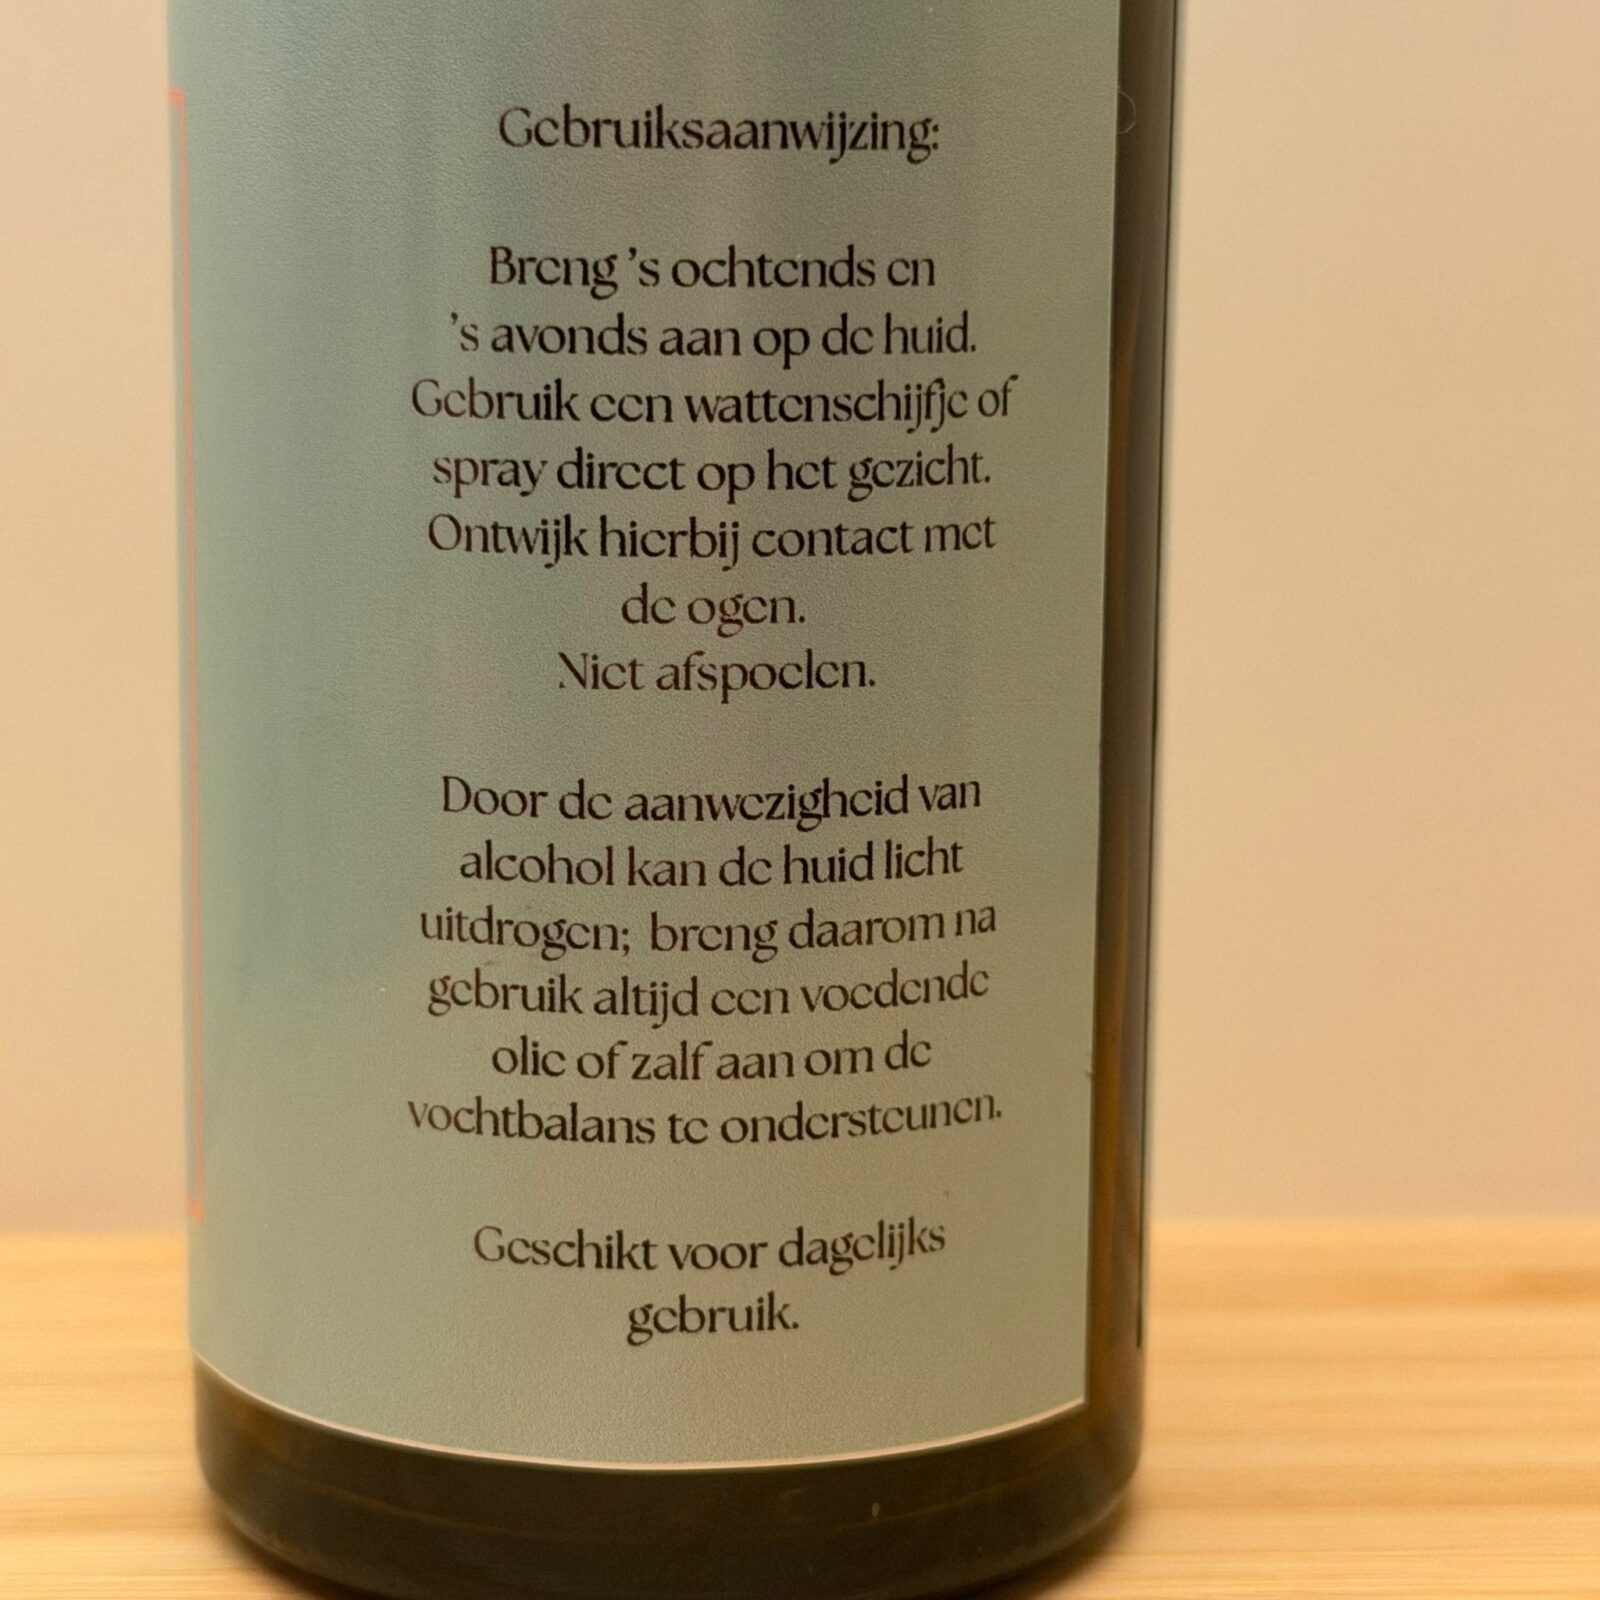 Gebruiksaanwijzing:
Breng 's ochtends en
's avonds aan op de huid.
Gebruik een wattenschijfje of
spray direct op het gezicht.
Ontwijk hierbij contact met
de ogen.
Niet afspoelen.
Door de aanwezigheid van
alcohol kan de huid licht
uitdrogen; breng daarom na
gebruik altijd een voedende
olie of zalf aan om de
vochtbalans te ondersteunen.
Geschikt voor dagelijks
gebruik.